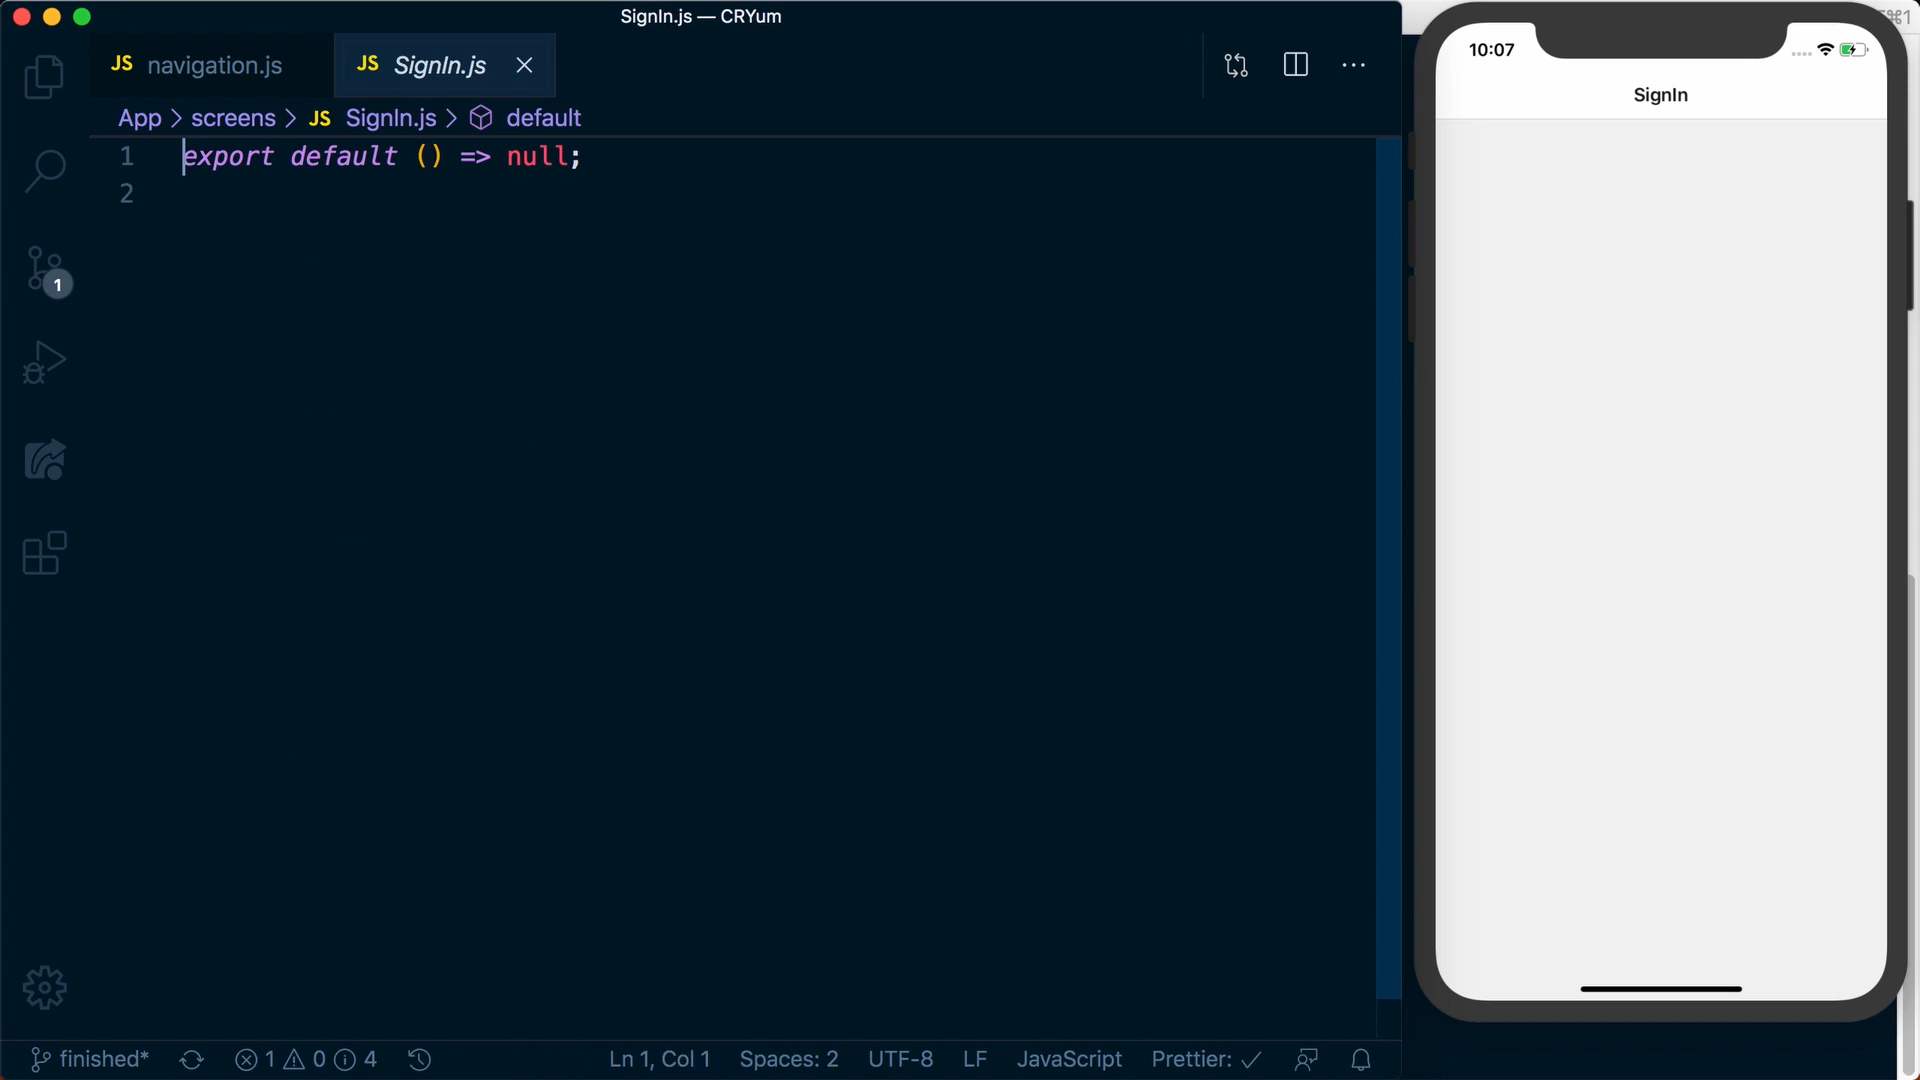 SignIn.js — CRYum
JS navigation.js
JS SignIn.js
App > screens > JS SignIn.js > default
1 export default () => null;
2
1
finished* 1 0 4
Ln 1, Col 1 Spaces: 2 UTF-8 LF JavaScript Prettier: ✓
⌘1
10:07
SignIn